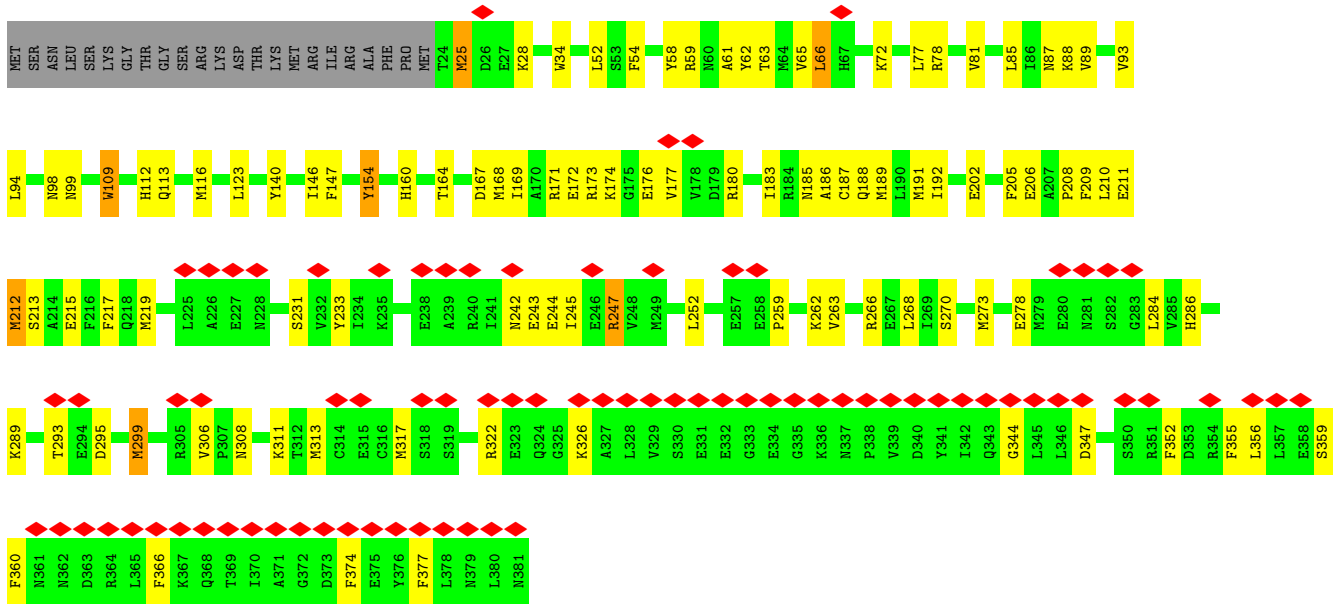 MET SER ASN LEU SER LYS GLY THR GLY SER ARG LYS ASP THR LYS MET ARG ILE ARG ALA PHE PRO MET T24 M25 D26 E27 K28 W34 L52 S53 F54 Y58 R59 N60 A61 Y62 T63 M64 V65 L66 H67 K72 L77 R78 V81 L85 I86 N87 K88 V89 V93
L94 N98 N99 W109 H112 Q113 M116 L123 Y140 I146 F147 Y154 H160 T164 D167 M168 I169 A170 R171 E172 R173 K174 G175 E176 V177 V178 D179 R180 I183 R184 N185 A186 C187 Q188 M189 L190 M191 I192 E202 F205 E206 A207 P208 F209 L210 E211
M212 S213 A214 E215 F216 F217 Q218 M219 L225 A226 E227 N228 S231 V232 Y233 I234 K235 E238 A239 R240 I241 N242 E243 E244 I245 E246 R247 V248 M249 L252 E257 E258 P259 K262 V263 R266 E267 L268 I269 S270 M273 E278 M279 E280 N281 S282 G283 L284 V285 H286
K289 T293 E294 D295 M299 R305 V306 P307 N308 K311 T312 M313 C314 E315 C316 M317 S318 S319 R322 E323 Q324 G325 K326 A327 L328 V329 S330 E331 E332 G333 E334 G335 K336 N337 P338 V339 D340 Y341 I342 Q343 G344 L345 L346 D347 S350 R351 F352 D353 R354 F355 L356 L357 E358 S359
F360 N361 N362 D363 R364 L365 F366 K367 Q368 T369 I370 A371 G372 D373 F374 E375 Y376 F377 L378 N379 L380 N381